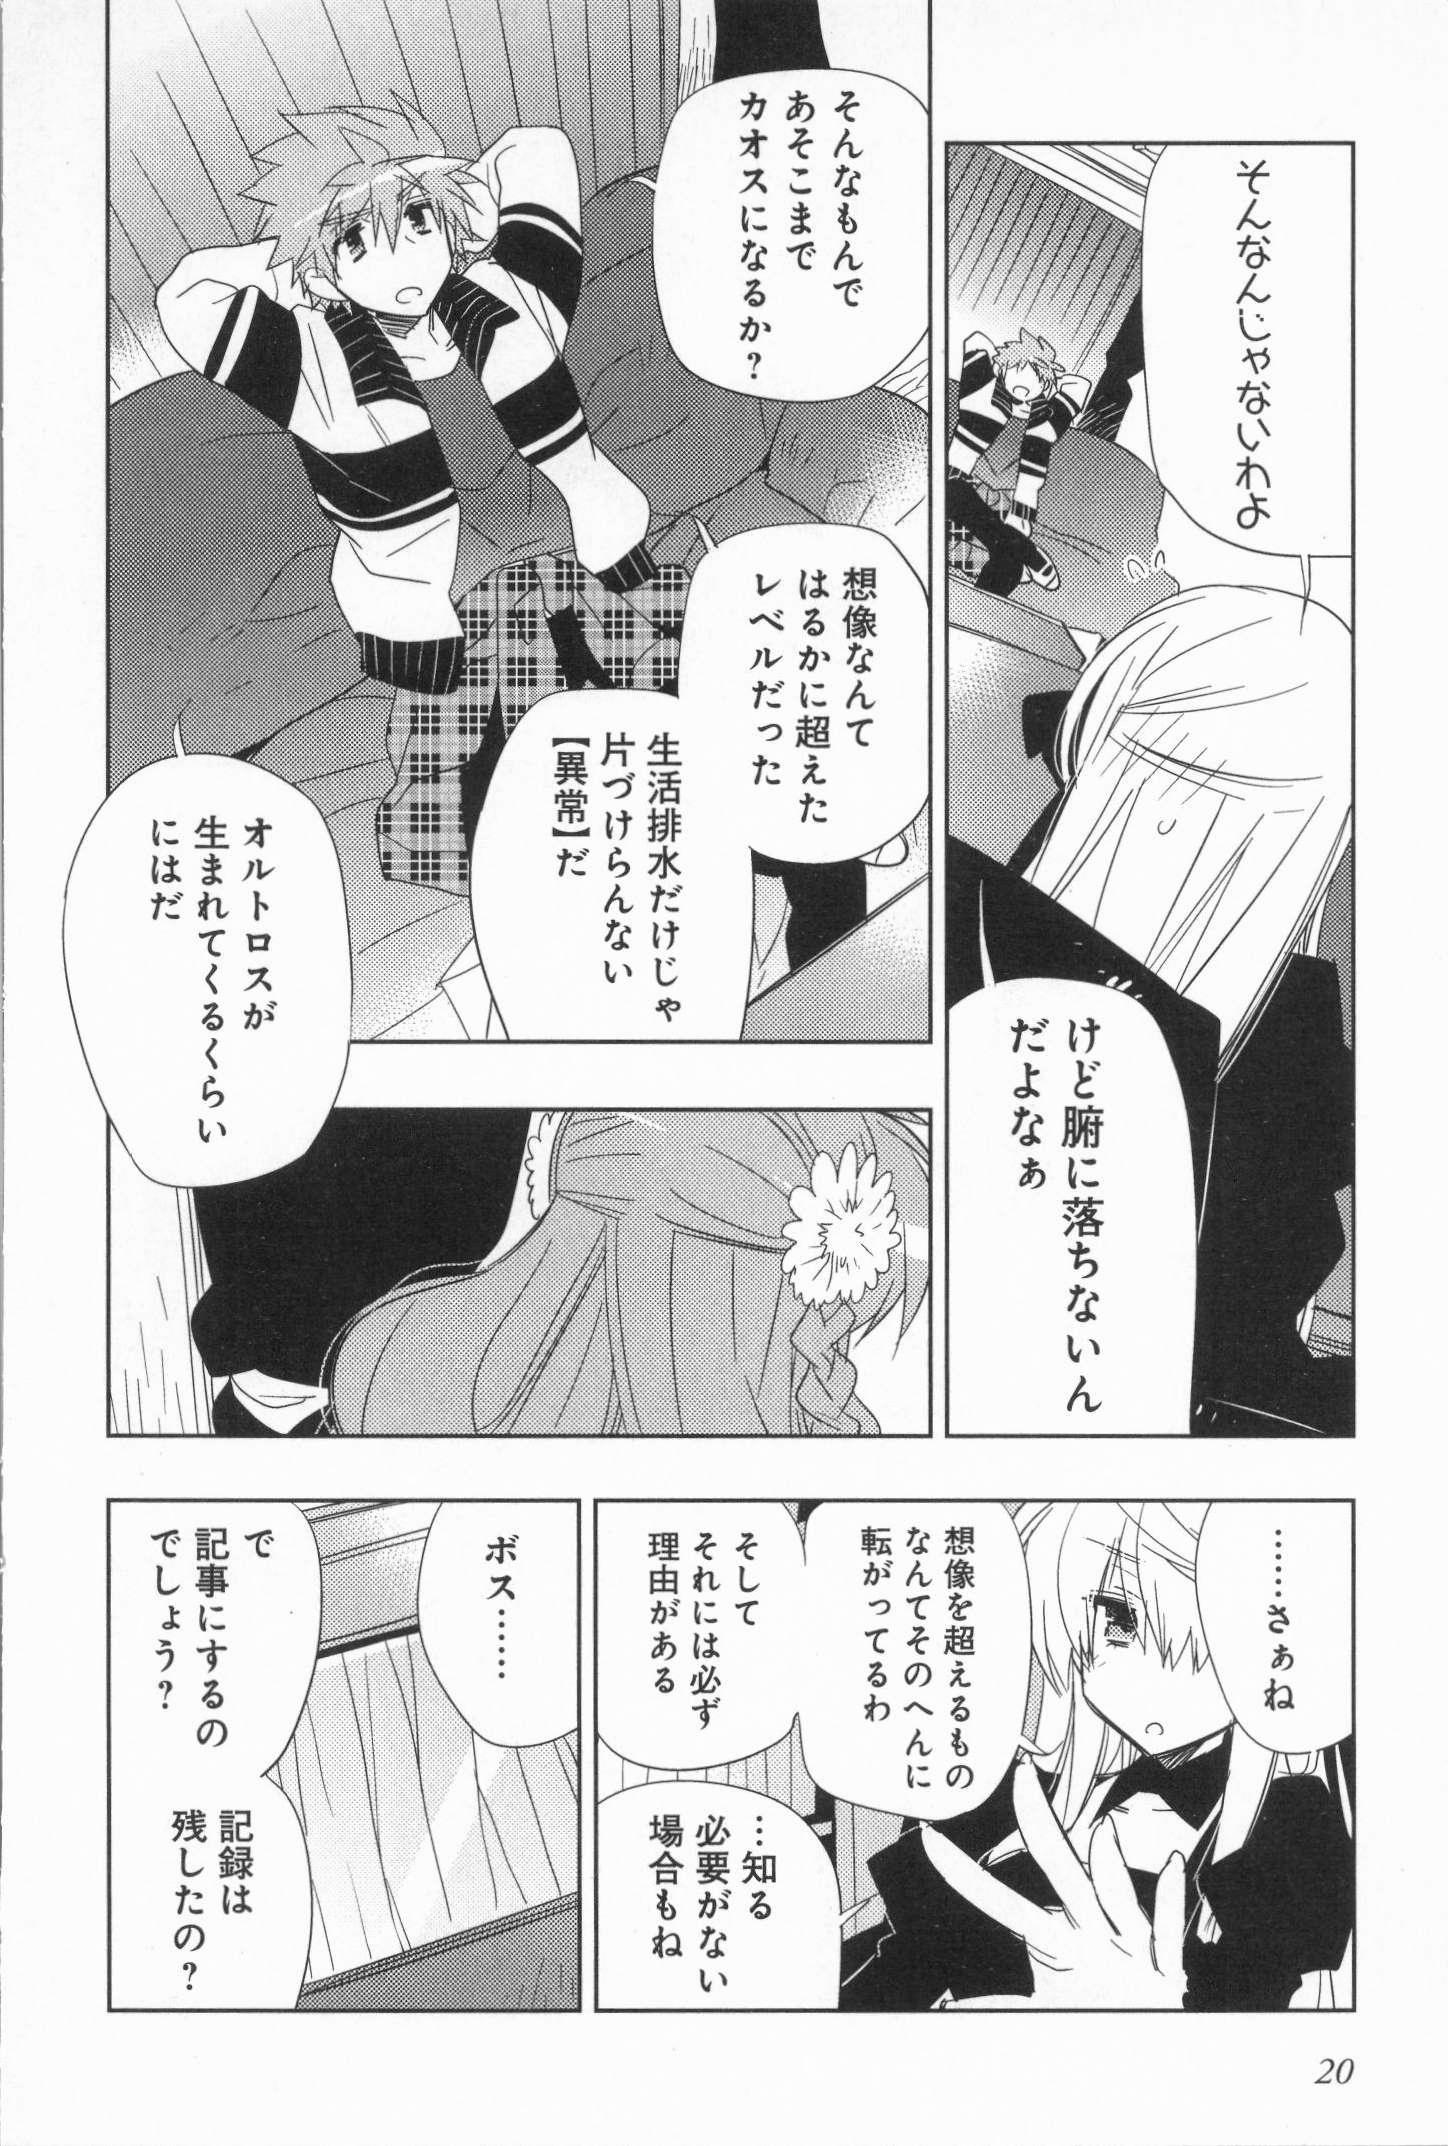 そんなんじゃないわよ
けど腑に落ちないん
だよなぁ
そんなもんで
あそこまで
カオスになるか？
想像なんて
はるかに超えた
レベルだった
生活排水だけじゃ
片づけらんない
【異常】だ
オルトロスが
生まれてくるくらい
にはだ
……さぁね
想像を超えるもの
なんてそのへんに
転がってるわ
そして
それには必ず
理由がある
…知る
必要がない
場合もね
ボス……
で
記事にするの
でしょう？
記録は
残したの？
20